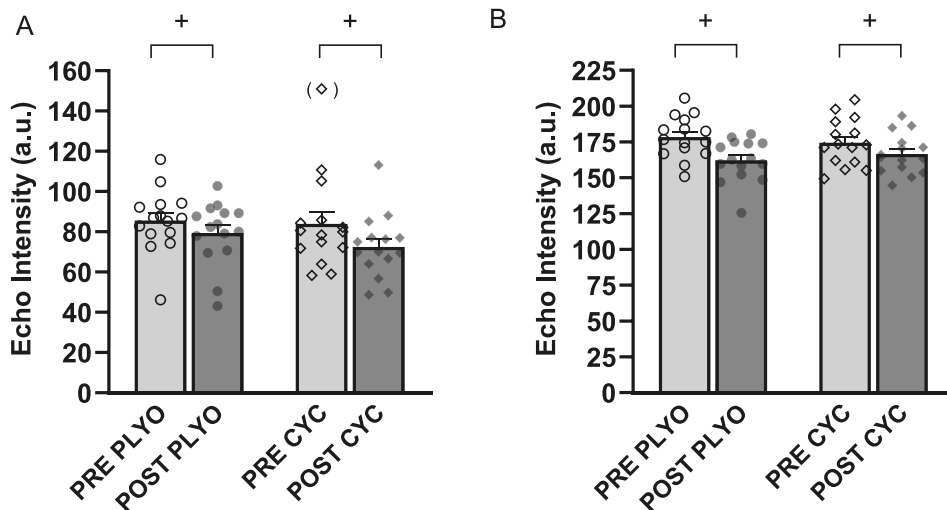 A
+ +
Echo Intensity (a.u.)
160
140
120
100
80
60
40
20
0
( )
PRE PLYO
POST PLYO
PRE CYC
POST CYC
B
+ +
Echo Intensity (a.u.)
225
200
175
150
125
100
75
50
25
0
PRE PLYO
POST PLYO
PRE CYC
POST CYC